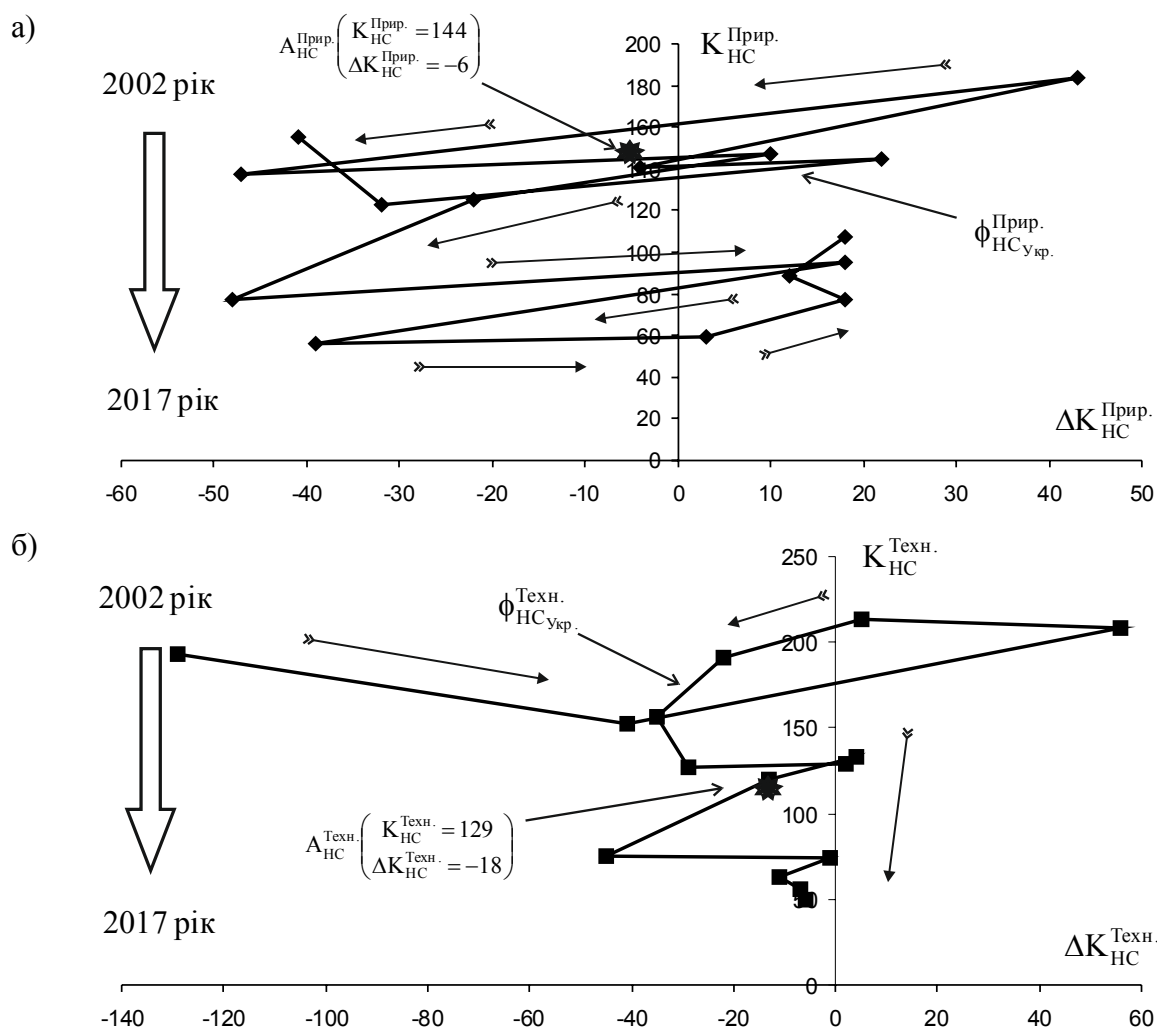 а)
A_НС^Прир. ( K_НС^Прир. = 144
ΔK_НС^Прир. = −6 )
K_НС^Прир.
2002 рік
200
180
160
140
120
100
80
60
40
20
0
ϕ_НС_Укр.^Прир.
2017 рік
ΔK_НС^Прир.
-60 -50 -40 -30 -20 -10 0 10 20 30 40 50
б)
K_НС^Техн.
2002 рік
ϕ_НС_Укр.^Техн.
250
200
150
100
50
0
A_НС^Техн. ( K_НС^Техн. = 129
ΔK_НС^Техн. = −18 )
2017 рік
ΔK_НС^Техн.
-140 -120 -100 -80 -60 -40 -20 0 20 40 60